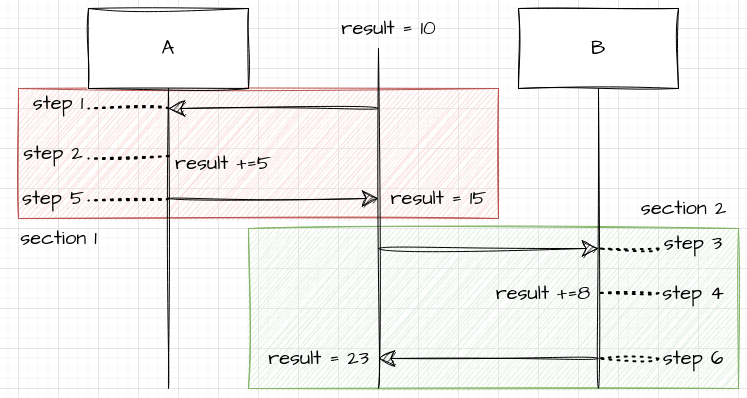 A
result = 10
B
step 1
step 2
result +=5
step 5
result = 15
section 1
section 2
step 3
result +=8
step 4
result = 23
step 6